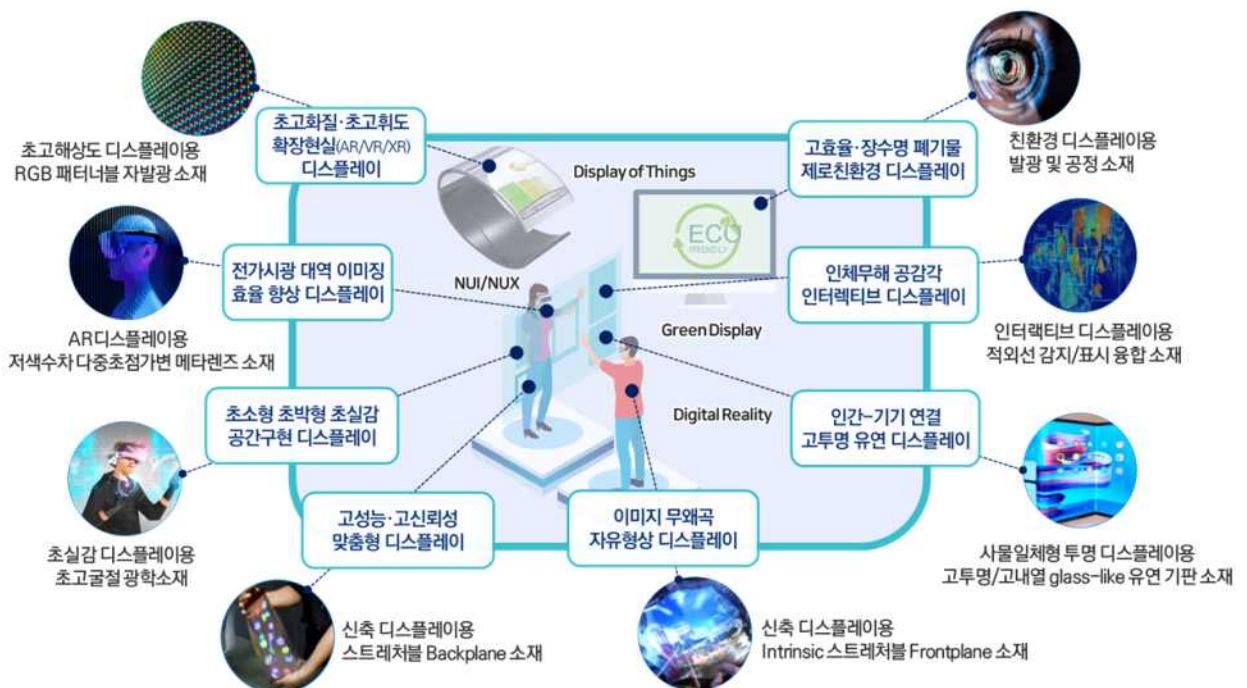 초고화질·초고휘도
확장현실(AR/VR/XR)
디스플레이
초고해상도 디스플레이용
RGB 패터너블 자발광 소재
Display of Things
고효율·장수명 폐기물
제로친환경 디스플레이
친환경 디스플레이용
발광 및 공정 소재
ECO
FRIENDLY
전가시광 대역 이미징
효율 향상 디스플레이
NUI/NUX
인체무해 공감각
인터렉티브 디스플레이
Green Display
AR디스플레이용
저색수차 다중초점가변 메타렌즈 소재
인터랙티브 디스플레이용
적외선 감지/표시 융합 소재
초소형 초박형 초실감
공간구현 디스플레이
Digital Reality
인간-기기 연결
고투명 유연 디스플레이
초실감 디스플레이용
초고굴절 광학소재
고성능·고신뢰성
맞춤형 디스플레이
이미지 무왜곡
자유형상 디스플레이
사물일체형 투명 디스플레이용
고투명/고내열 glass-like 유연 기판 소재
신축 디스플레이용
스트레처블 Backplane 소재
신축 디스플레이용
Intrinsic 스트레처블 Frontplane 소재